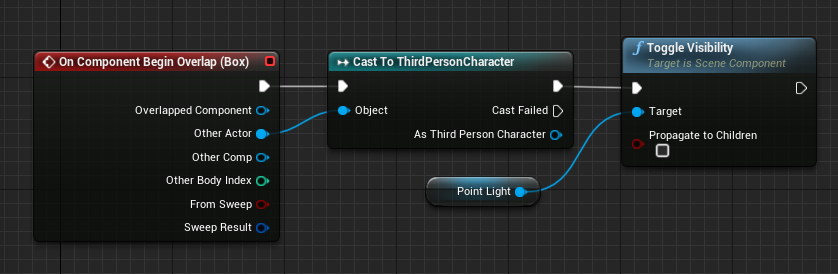 On Component Begin Overlap (Box)
Overlapped Component
Other Actor
Other Comp
Other Body Index
From Sweep
Sweep Result
Cast To ThirdPersonCharacter
Object
Cast Failed
As Third Person Character
Point Light
f Toggle Visibility
Target is Scene Component
Target
Propagate to Children